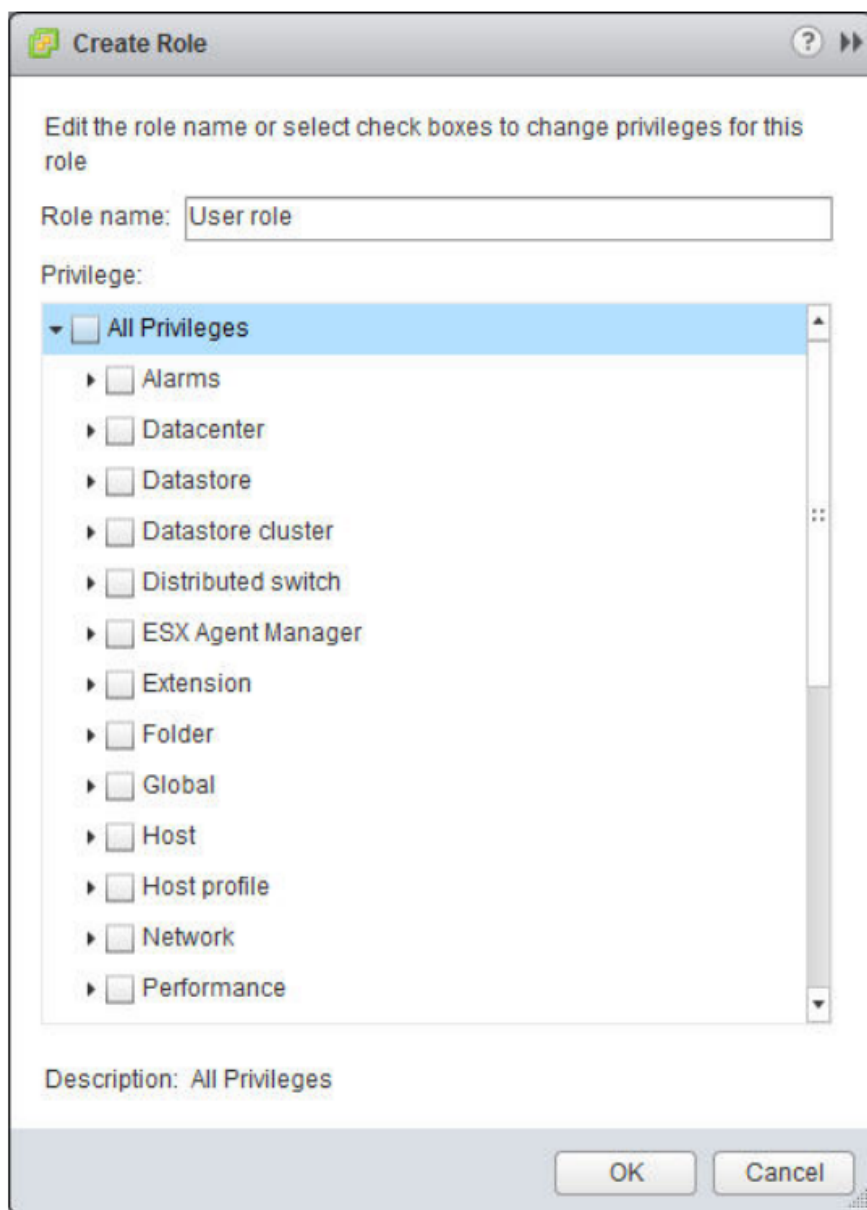 Create Role
?
Edit the role name or select check boxes to change privileges for this
role
Role name: User role
Privilege:
All Privileges
Alarms
Datacenter
Datastore
Datastore cluster
Distributed switch
ESX Agent Manager
Extension
Folder
Global
Host
Host profile
Network
Performance
Description: All Privileges
OK Cancel